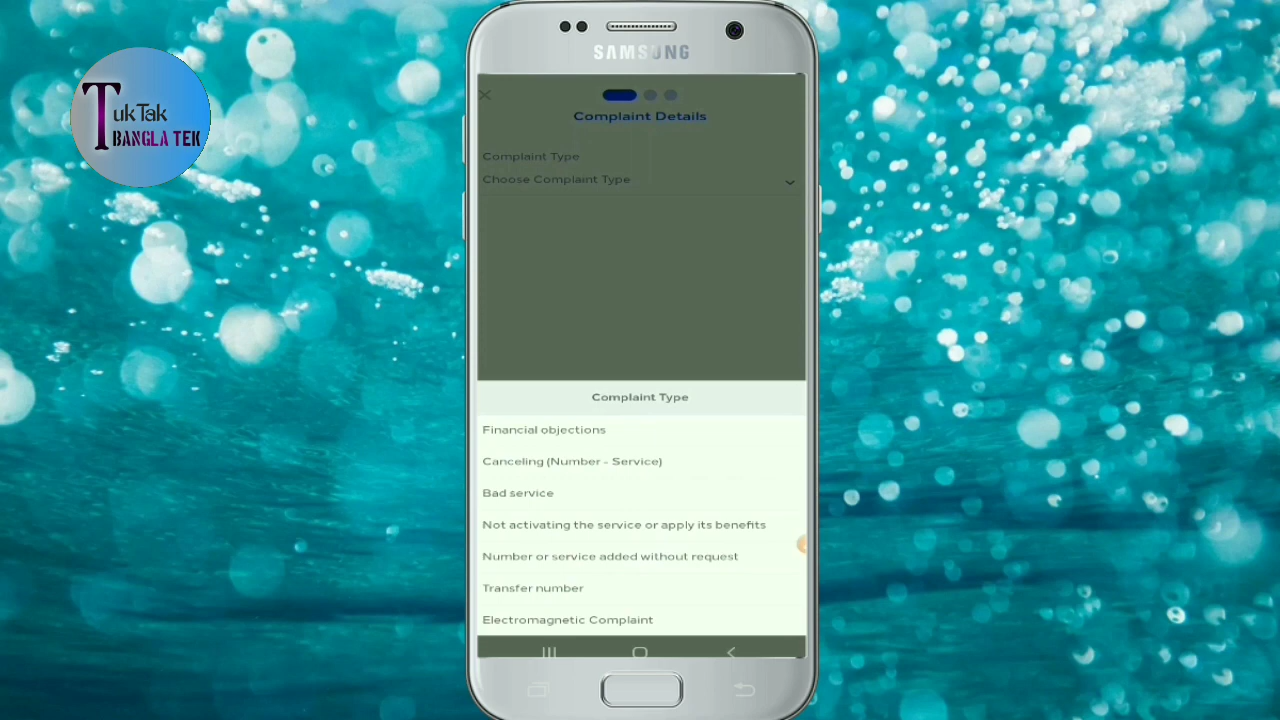 TukTak
BANGLA TEK
SAMSUNG
Complaint Details
Complaint Type
Choose Complaint Type
Complaint Type
Financial objections
Canceling (Number - Service)
Bad service
Not activating the service or apply its benefits
Number or service added without request
Transfer number
Electromagnetic Complaint